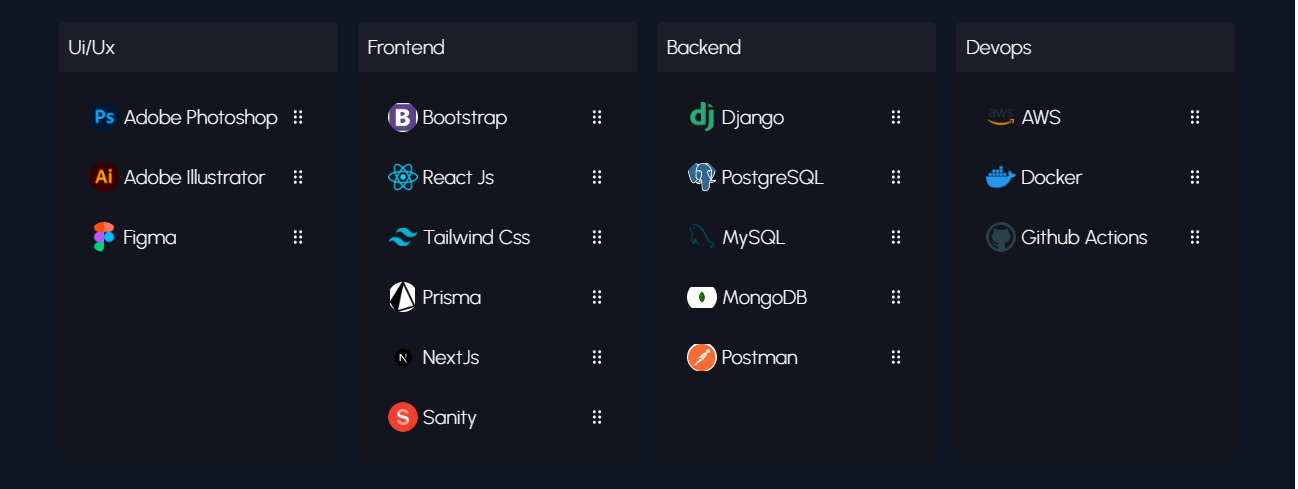 Ui/Ux
Ps Adobe Photoshop
Ai Adobe Illustrator
Figma
Frontend
B Bootstrap
React Js
Tailwind Css
Prisma
N NextJs
S Sanity
Backend
dj Django
PostgreSQL
MySQL
MongoDB
Postman
Devops
aws AWS
Docker
Github Actions